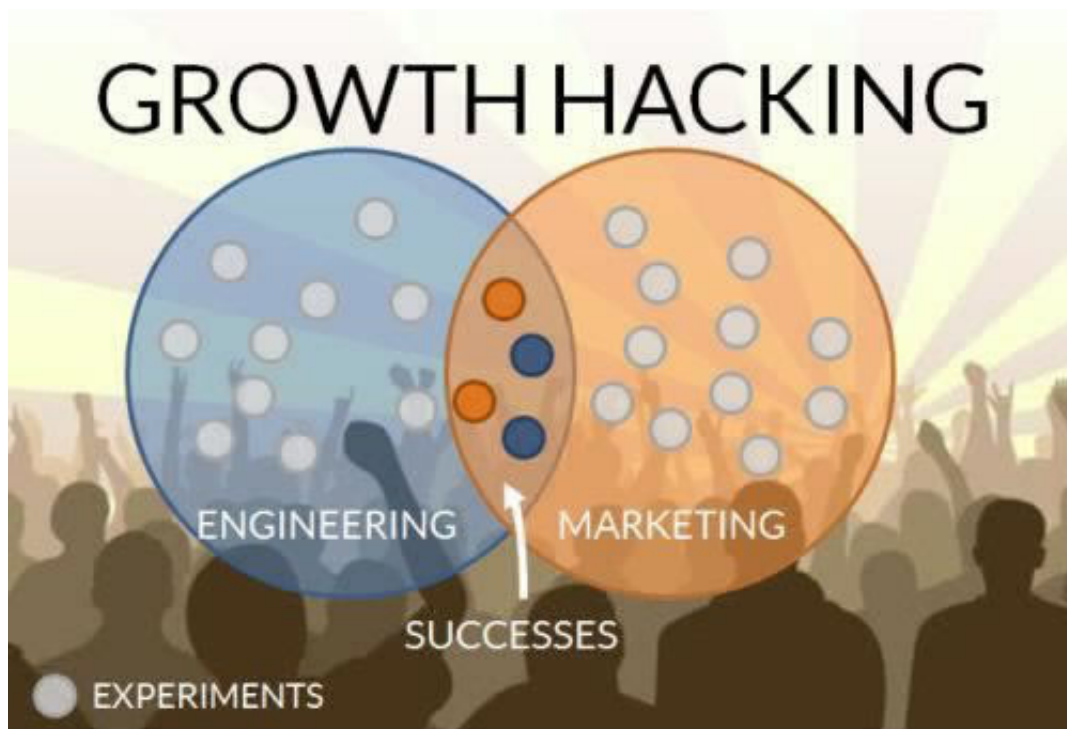 GROWTH HACKING
ENGINEERING
MARKETING
SUCCESSES
EXPERIMENTS